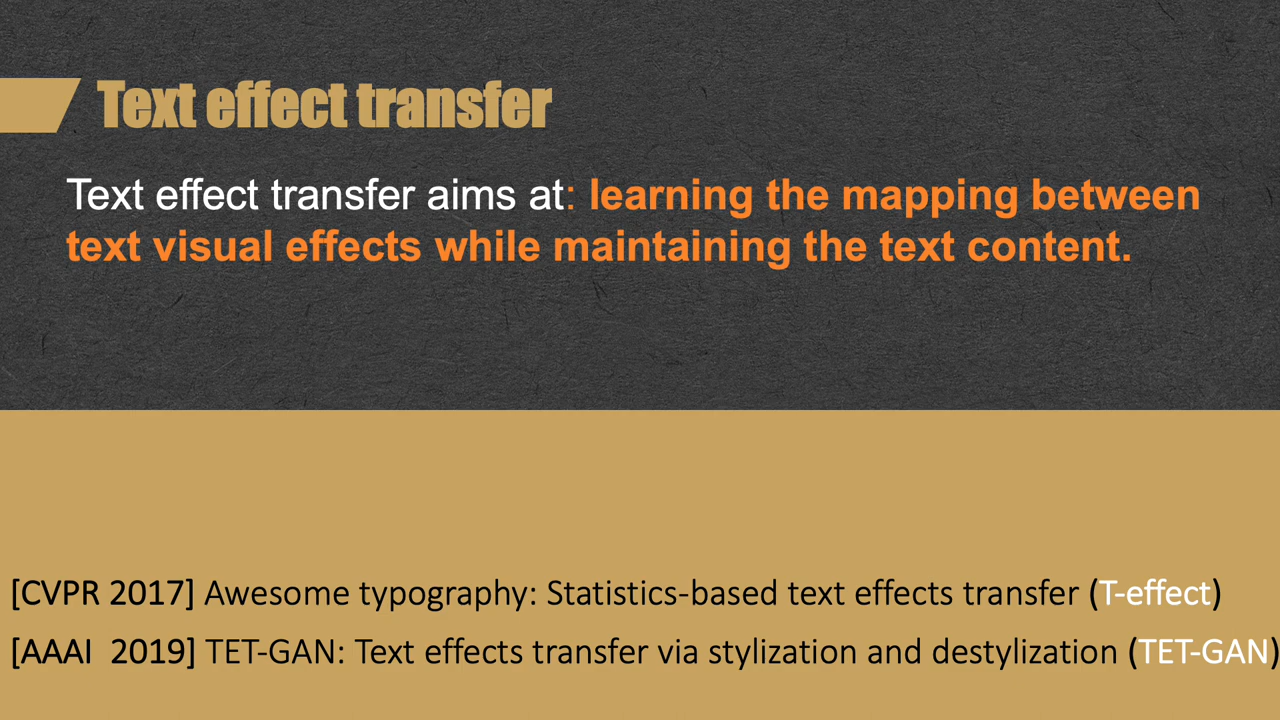 Text effect transfer
Text effect transfer aims at: learning the mapping between
text visual effects while maintaining the text content.
[CVPR 2017] Awesome typography: Statistics-based text effects transfer (T-effect)
[AAAI  2019] TET-GAN: Text effects transfer via stylization and destylization (TET-GAN)